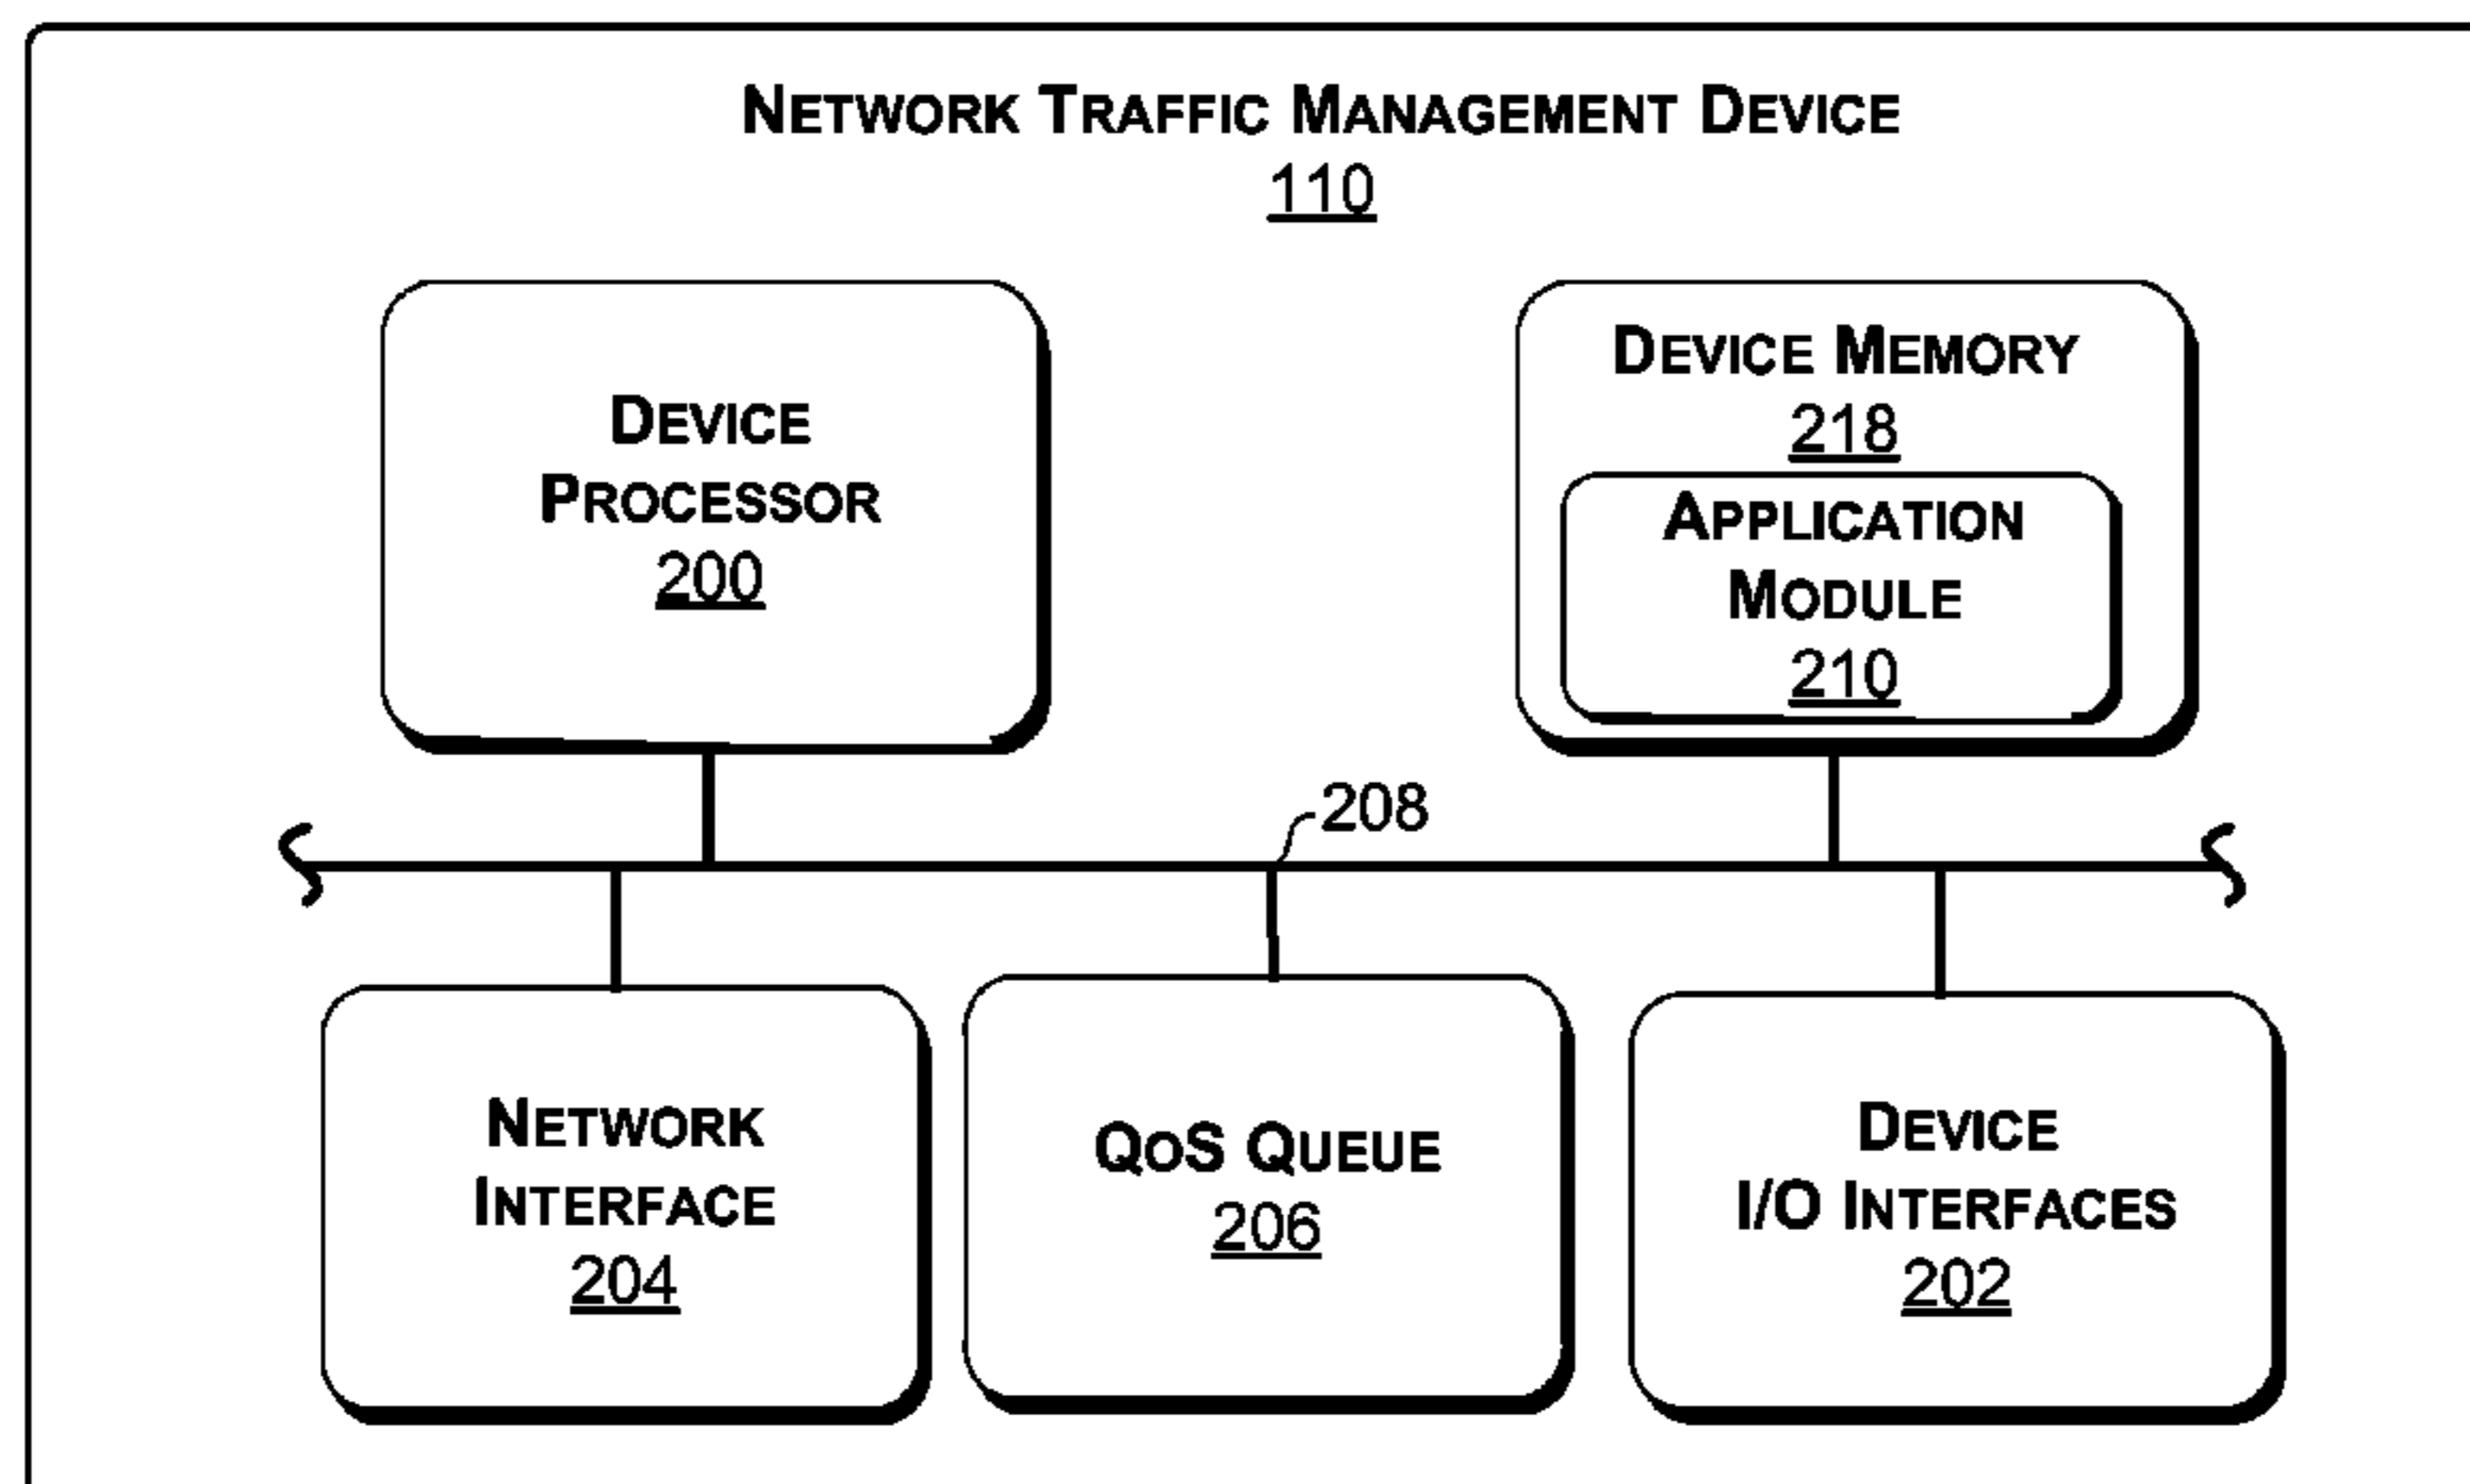 NETWORK TRAFFIC MANAGEMENT DEVICE
110
DEVICE
PROCESSOR
200
DEVICE MEMORY
218
APPLICATION
MODULE
210
208
NETWORK
INTERFACE
204
QOS QUEUE
206
DEVICE
I/O INTERFACES
202